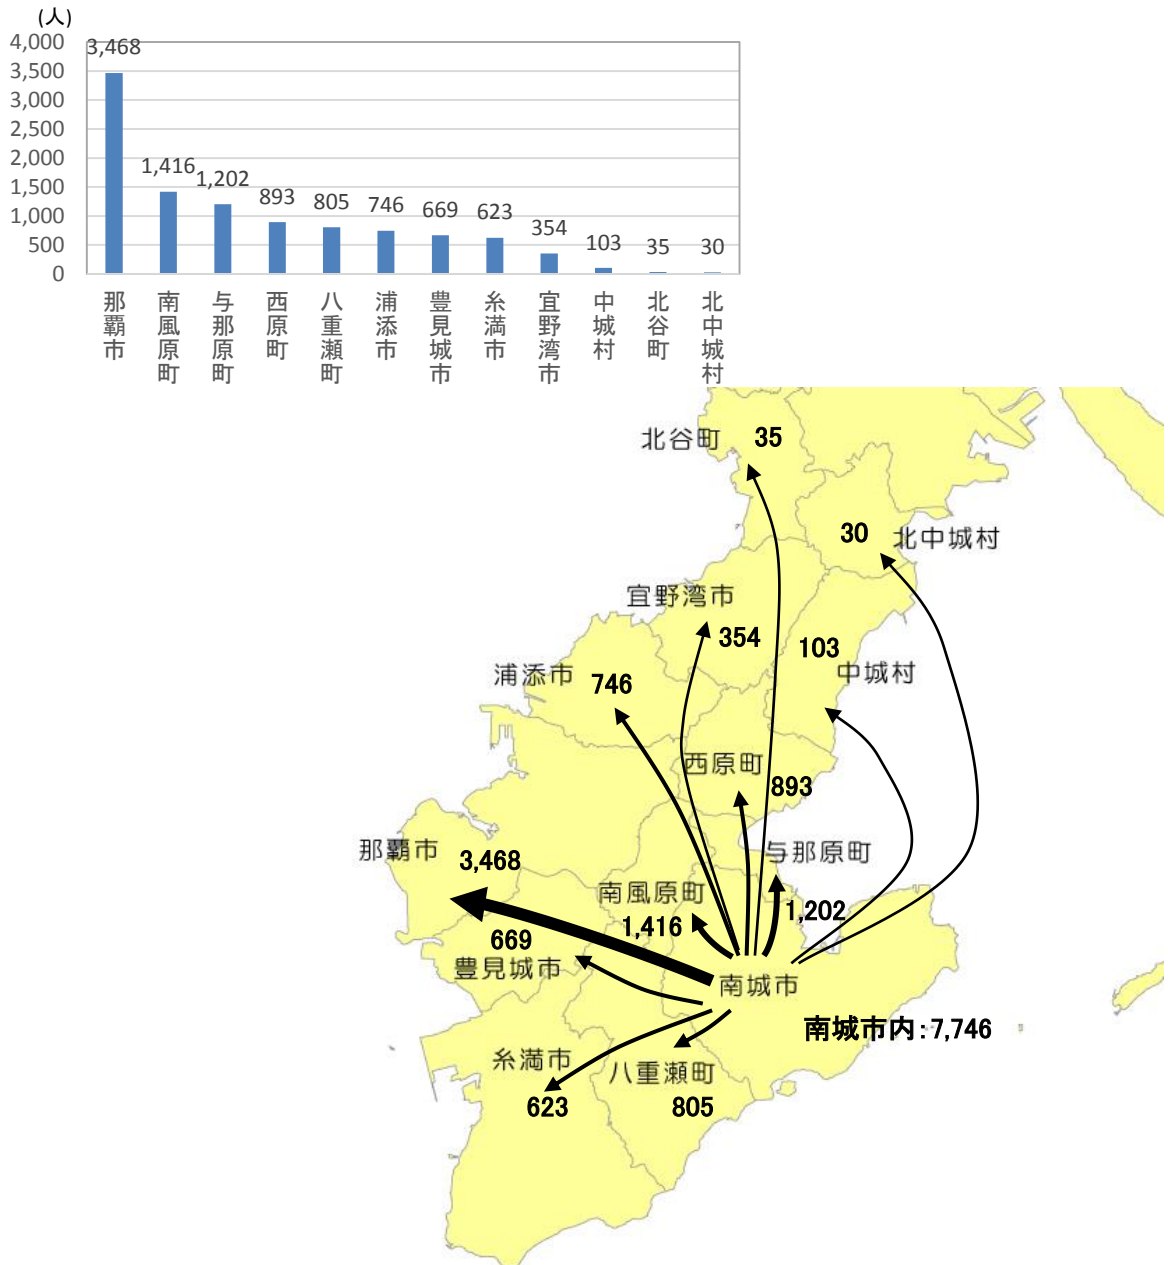 (人)
4,000
3,500
3,000
2,500
2,000
1,500
1,000
500
0
3,468
1,416
1,202
893
805
746
669
623
354
103
35
30
那覇市
南風原町
与那原町
西原町
八重瀬町
浦添市
豊見城市
糸満市
宜野湾市
中城村
北谷町
北中城村
北谷町
35
30
北中城村
宜野湾市
354
103
中城村
浦添市
746
西原町
893
那覇市
3,468
与那原町
1,202
南風原町
1,416
669
豊見城市
南城市
南城市内:7,746
糸満市
623
八重瀬町
805